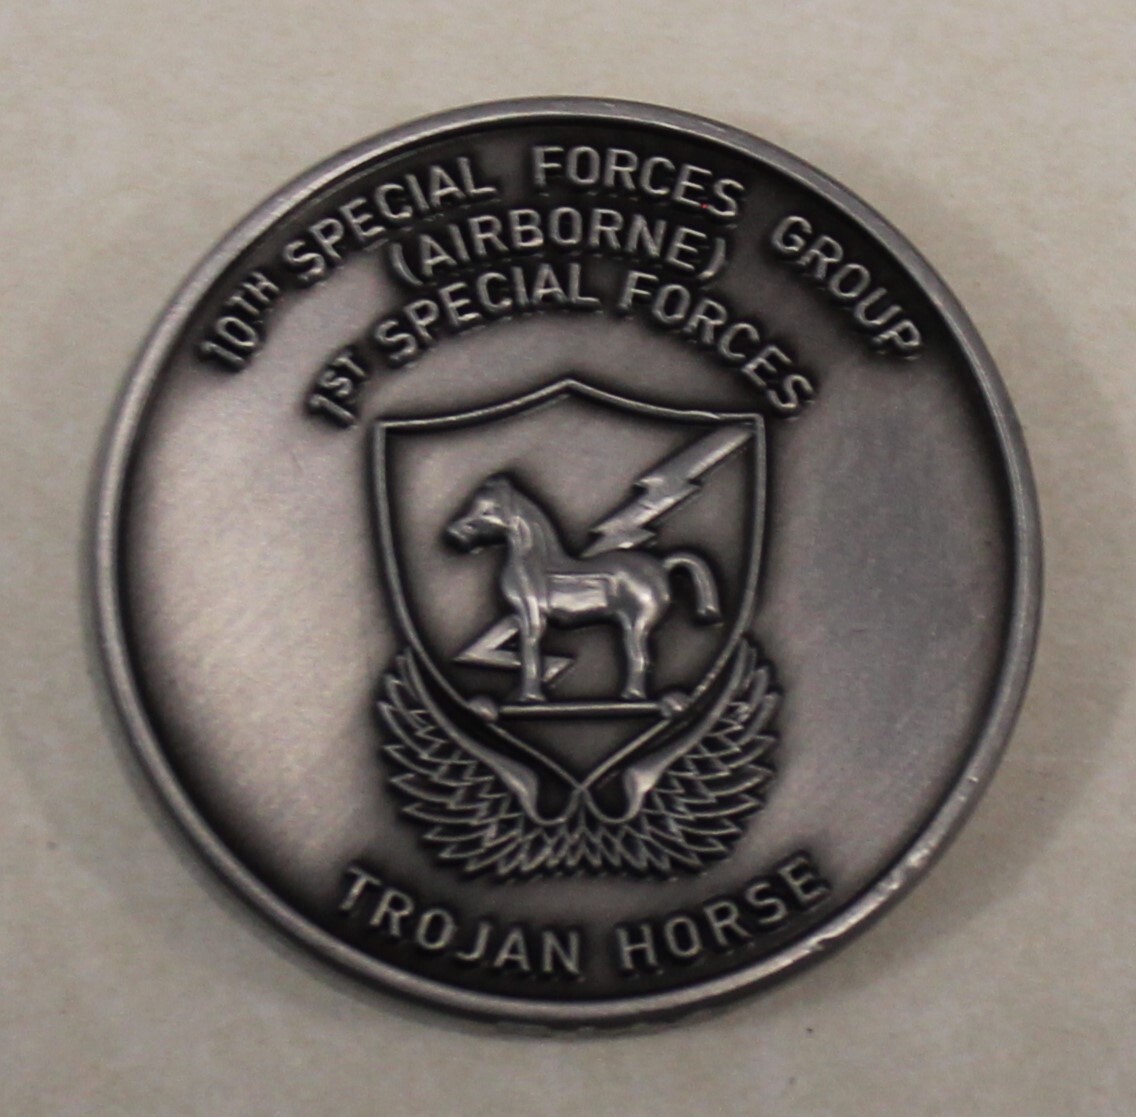 10TH SPECIAL FORCES GROUP
(AIRBORNE)
1ST SPECIAL FORCES
TROJAN HORSE